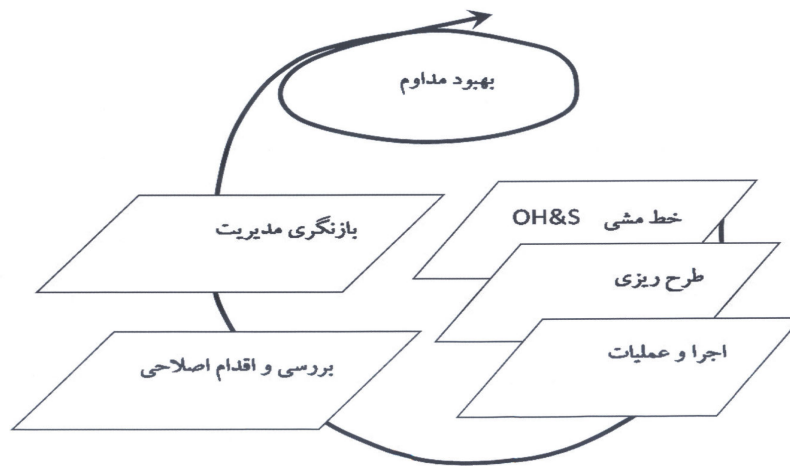 بهبود مداوم
خط مشی OH&S
بازنگری مدیریت
طرح ریزی
اجرا و عملیات
بررسی و اقدام اصلاحی